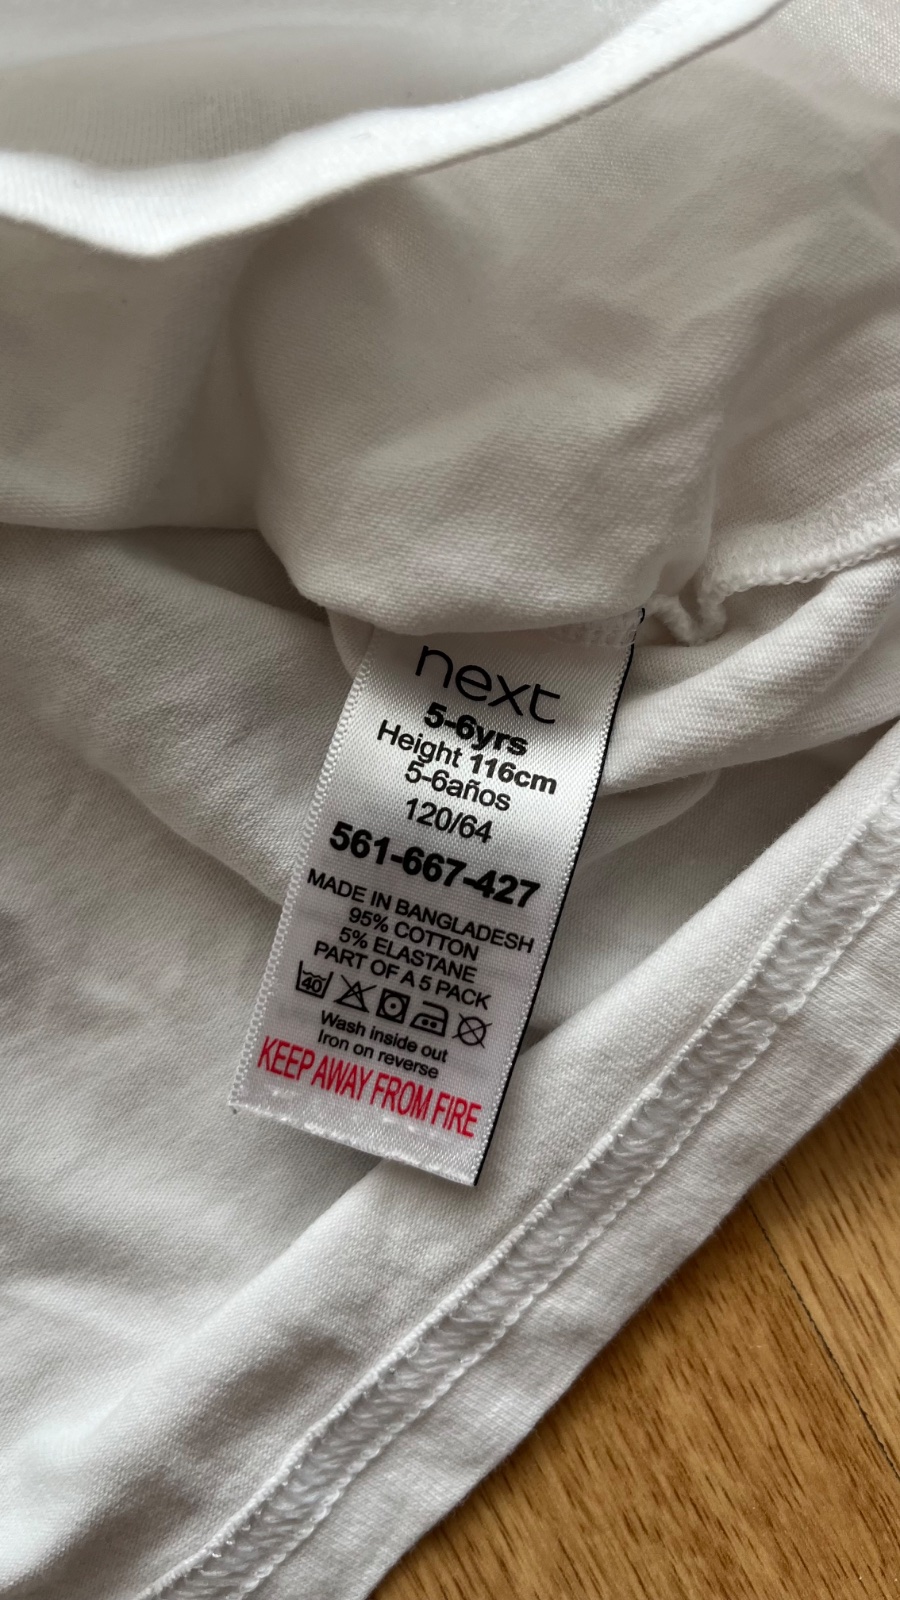 next
5-6yrs
Height 116cm
5-6años
120/64
561-667-427
MADE IN BANGLADESH
95% COTTON
5% ELASTANE
PART OF A 5 PACK
40
Wash inside out
Iron on reverse
KEEP AWAY FROM FIRE